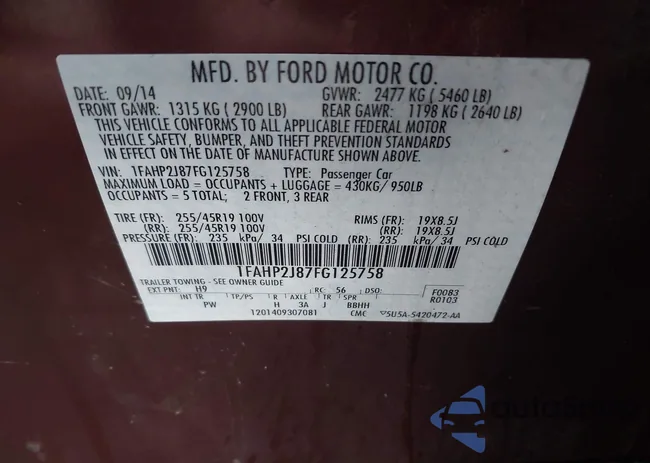 MFD. BY FORD MOTOR CO.
DATE: 09/14 GVWR: 2477 KG (5460 LB)
FRONT GAWR: 1315 KG (2900 LB) REAR GAWR: 1198 KG (2640 LB)
THIS VEHICLE CONFORMS TO ALL APPLICABLE FEDERAL MOTOR
VEHICLE SAFETY, BUMPER, AND THEFT PREVENTION STANDARDS
IN EFFECT ON THE DATE OF MANUFACTURE SHOWN ABOVE.
VIN: 1FAHP2J87FG125758 TYPE: Passenger Car
MAXIMUM LOAD = OCCUPANTS + LUGGAGE = 430KG/ 950LB
OCCUPANTS = 5 TOTAL; 2 FRONT, 3 REAR
TIRE (FR): 255/45R19 100V RIMS (FR): 19X8.5J
(RR): 255/45R19 100V (RR): 19X8.5J
PRESSURE (FR): 235 kPa/ 34 PSI COLD (RR): 235 kPa/ 34 PSI COLD
1FAHP2J87FG125758
TRAILER TOWING - SEE OWNER GUIDE
EXT PNT: H9 RC: 56 DSO: F0083
R0103
INT TR TP/PS R AXLE TR SPR
PW H 3A J BBHH
1201409307081 CMC ▽5U5A-5420472-AA